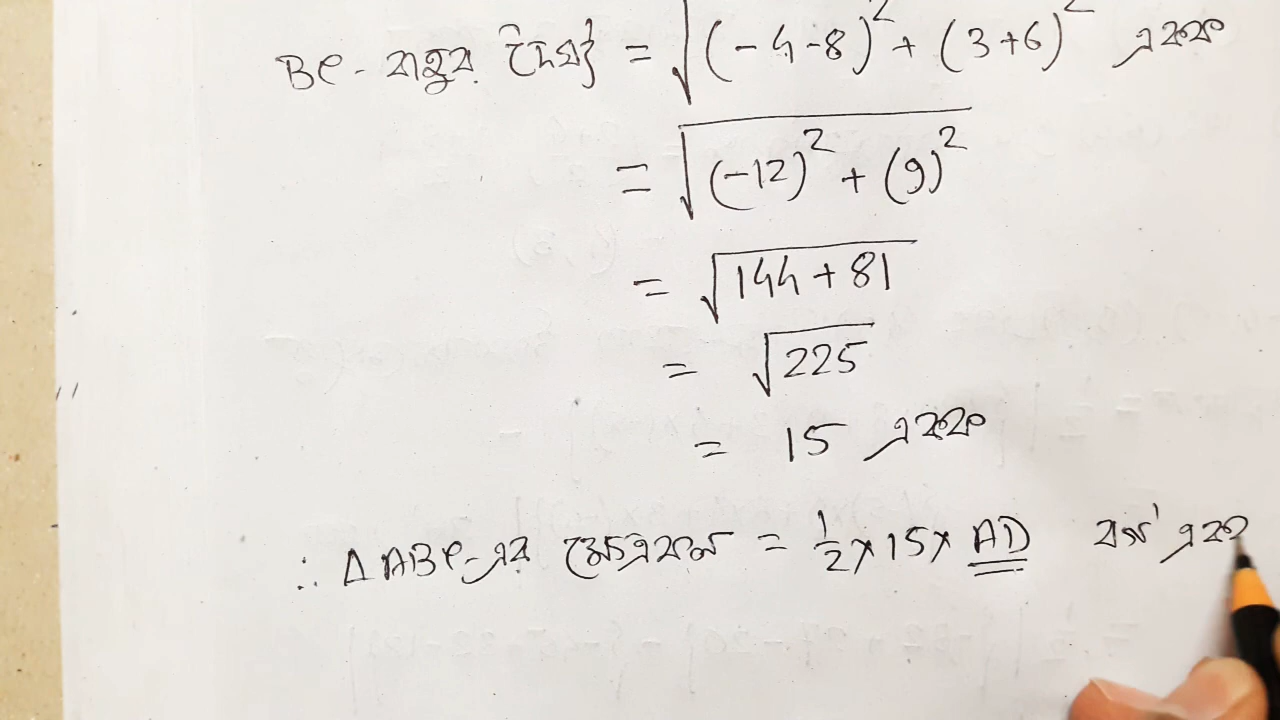 BC- বাহুর দৈর্ঘ্য = √(-4-8)² + (3+6)² একক
= √(-12)² + (9)²
= √144 + 81
= √225
= 15 একক
∴ Δ ABC-এর ক্ষেত্রফল = 1/2 × 15 × AD বর্গ একক